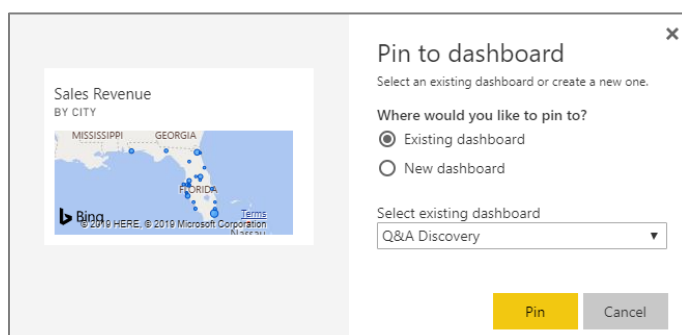 Sales Revenue
BY CITY
MISSISSIPPI GEORGIA
FLORIDA
Bing
Terms
© 2019 HERE, © 2019 Microsoft Corporation
Nassau
Pin to dashboard
Select an existing dashboard or create a new one.
Where would you like to pin to?
Existing dashboard
New dashboard
Select existing dashboard
Q&A Discovery
Pin Cancel